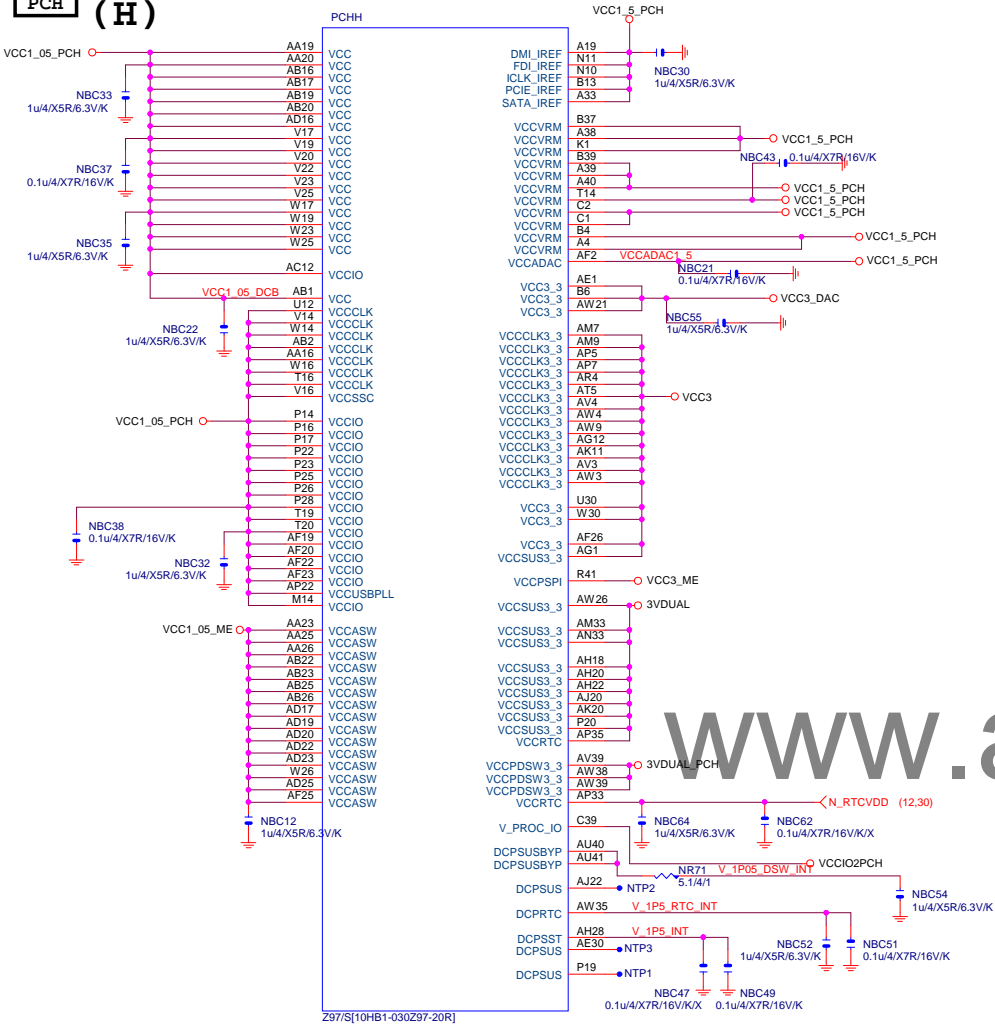 PCH
(H)
PCHH
VCC1_5_PCH
VCC1_05_PCH
AA19 VCC
AA20 VCC
AB16 VCC
AB17 VCC
AB19 VCC
AB20 VCC
AD16 VCC
V17 VCC
V19 VCC
V20 VCC
V22 VCC
V23 VCC
V25 VCC
W17 VCC
W19 VCC
W23 VCC
W25 VCC
AC12 VCCIO
VCC1_05_DCB AB1 VCC
U12 VCCCLK
V14 VCCCLK
W14 VCCCLK
AB2 VCCCLK
AA16 VCCCLK
W16 VCCCLK
T16 VCCCLK
V16 VCCSSC
VCC1_05_PCH
P14 VCCIO
P16 VCCIO
P17 VCCIO
P22 VCCIO
P23 VCCIO
P25 VCCIO
P26 VCCIO
P28 VCCIO
T19 VCCIO
T20 VCCIO
AF19 VCCIO
AF20 VCCIO
AF22 VCCIO
AF23 VCCIO
AP22 VCCUSBPLL
M14 VCCIO
VCC1_05_ME
AA23 VCCASW
AA25 VCCASW
AA26 VCCASW
AB22 VCCASW
AB23 VCCASW
AB25 VCCASW
AB26 VCCASW
AD17 VCCASW
AD19 VCCASW
AD20 VCCASW
AD22 VCCASW
AD23 VCCASW
W26 VCCASW
AD25 VCCASW
AF25 VCCASW
NBC33
1u/4/X5R/6.3V/K
NBC37
0.1u/4/X7R/16V/K
NBC35
1u/4/X5R/6.3V/K
NBC22
1u/4/X5R/6.3V/K
NBC38
0.1u/4/X7R/16V/K
NBC32
1u/4/X5R/6.3V/K
NBC12
1u/4/X5R/6.3V/K
DMI_IREF A19
FDI_IREF N11
ICLK_IREF N10
PCIE_IREF B13
SATA_IREF A33
NBC30
1u/4/X5R/6.3V/K
VCCVRM B37
VCCVRM A38
VCCVRM K1
VCCVRM B39
VCCVRM A39
VCCVRM A40
VCCVRM T14
VCCVRM C2
VCCVRM C1
VCCVRM B4
VCCVRM A4
VCCADAC AF2 VCCADAC1_5
VCC1_5_PCH
NBC43 0.1u/4/X7R/16V/K
VCC1_5_PCH
VCC1_5_PCH
VCC1_5_PCH
VCC1_5_PCH
VCC1_5_PCH
NBC21
0.1u/4/X7R/16V/K
VCC3_3 AE1
VCC3_3 B6
VCC3_3 AW21
VCC3_DAC
NBC55
1u/4/X5R/6.3V/K
VCCCLK3_3 AM7
VCCCLK3_3 AM9
VCCCLK3_3 AP5
VCCCLK3_3 AP7
VCCCLK3_3 AR4
VCCCLK3_3 AT5
VCCCLK3_3 AV4
VCCCLK3_3 AW4
VCCCLK3_3 AW9
VCCCLK3_3 AG12
VCCCLK3_3 AK11
VCCCLK3_3 AV3
VCCCLK3_3 AW3
VCC3
VCC3_3 U30
VCC3_3 W30
VCC3_3 AF26
VCCSUS3_3 AG1
VCCPSPI R41 VCC3_ME
VCCSUS3_3 AW26 3VDUAL
VCCSUS3_3 AM33
VCCSUS3_3 AN33
VCCSUS3_3 AH18
VCCSUS3_3 AH20
VCCSUS3_3 AH22
VCCSUS3_3 AJ20
VCCSUS3_3 AK20
VCCSUS3_3 P20
VCCRTC AP35
www.a
VCCPDSW3_3 AV39 3VDUAL_PCH
VCCPDSW3_3 AW38
VCCPDSW3_3 AW39
VCCRTC AP33 N_RTCVDD (12,30)
NBC64
1u/4/X5R/6.3V/K
NBC62
0.1u/4/X7R/16V/K/X
V_PROC_IO C39 VCCIO2PCH
DCPSUSBYP AU40
DCPSUSBYP AU41
NR71 V_1P05_DSW_INT
5.1/4/1
NBC54
1u/4/X5R/6.3V/K
DCPSUS AJ22 NTP2
DCPRTC AW35 V_1P5_RTC_INT
DCPSST AH28 V_1P5_INT
DCPSUS AE30 NTP3
DCPSUS P19 NTP1
NBC52
1u/4/X5R/6.3V/K
NBC51
0.1u/4/X7R/16V/K
NBC47
0.1u/4/X7R/16V/K/X
NBC49
0.1u/4/X7R/16V/K
Z97/S[10HB1-030Z97-20R]